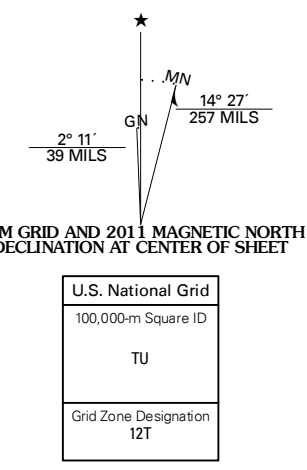 ★
MN
GN
14° 27´
257 MILS
2° 11´
39 MILS
M GRID AND 2011 MAGNETIC NORTH
DECLINATION AT CENTER OF SHEET
U.S. National Grid
100,000-m Square ID
TU
Grid Zone Designation
12T